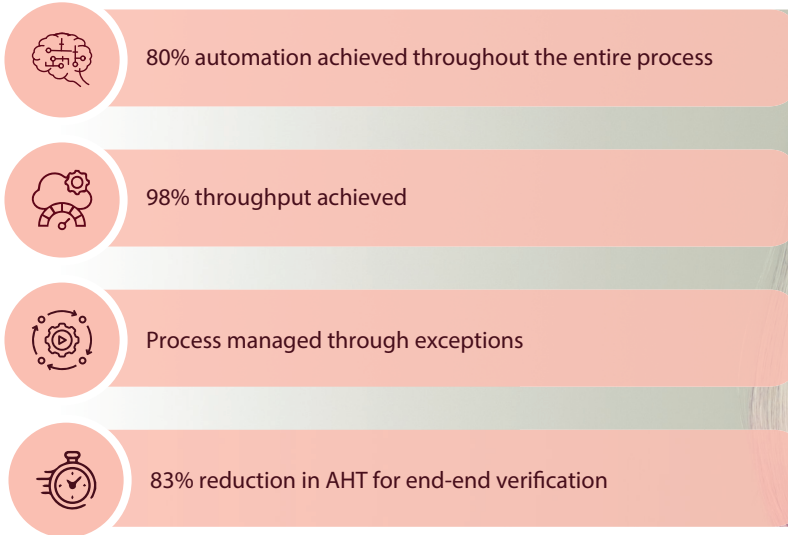 80% automation achieved throughout the entire process
98% throughput achieved
Process managed through exceptions
83% reduction in AHT for end-end verification